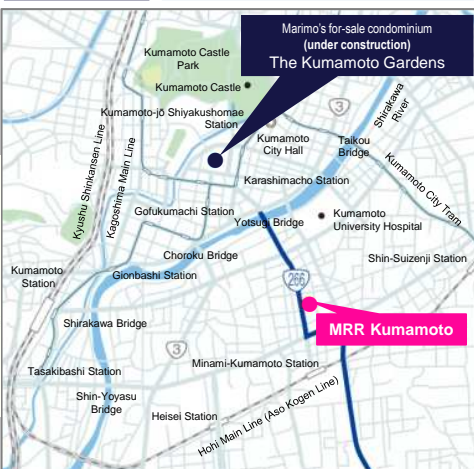 Marimo's for-sale condominium
(under construction)
The Kumamoto Gardens
Kumamoto Castle
Park
Kumamoto Castle
Kumamoto-jō Shiyakushomae
Station
3
Shirakawa
River
Kumamoto
City Hall
Taikou
Bridge
Kyushu Shinkansen Line
Kagoshima Main Line
Karashimacho Station
Kumamoto City Tram
Gofukumachi Station
Yotsugi Bridge
Kumamoto
University Hospital
Choroku Bridge
Shin-Suizenji Station
Kumamoto
Station
Gionbashi Station
266
Shirakawa Bridge
MRR Kumamoto
3
Minami-Kumamoto Station
Tasakibashi Station
Shin-Yoyasu
Bridge
Heisei Station
Hohi Main Line (Aso Kogen Line)